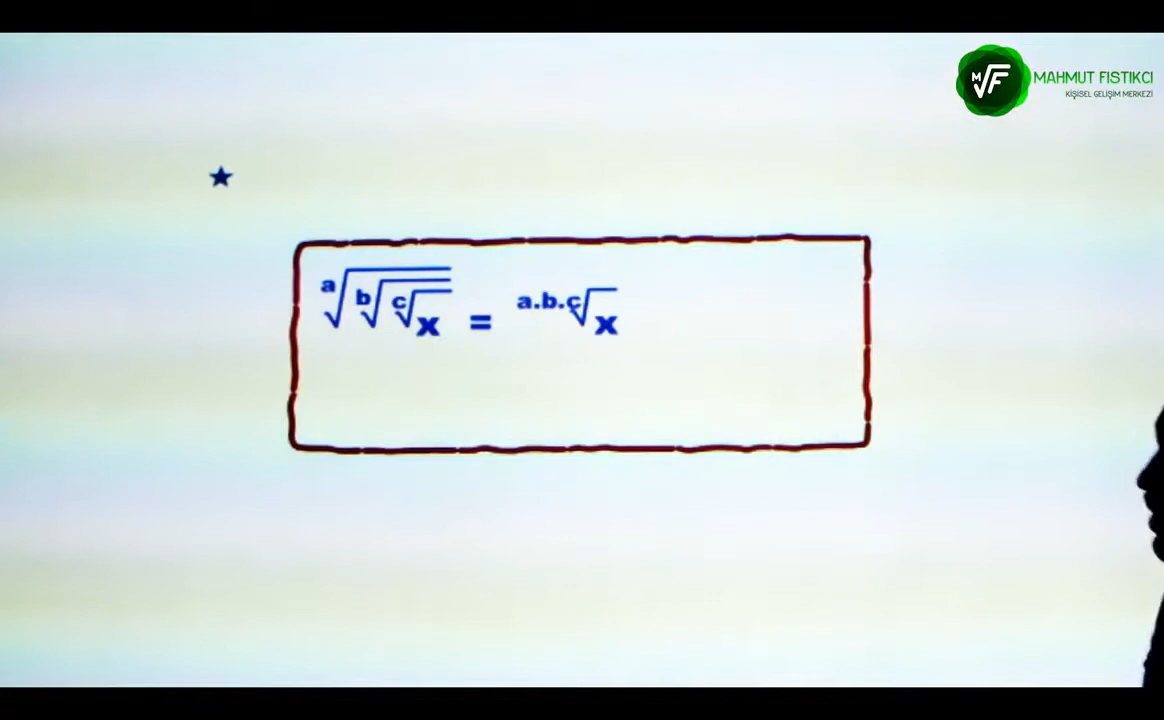 MAHMUT FISTIKCI
KİŞİSEL GELİŞİM MERKEZİ
ᵃ√(ᵇ√(ᶜ√x)) = ᵃ·ᵇ·ᶜ√x